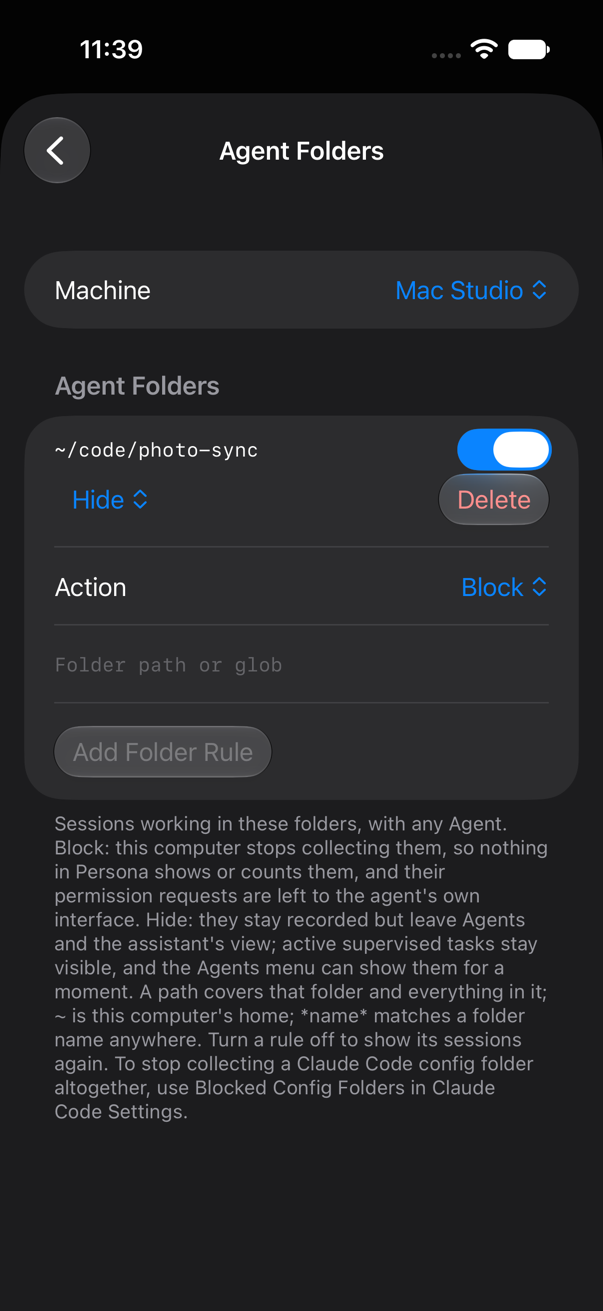 11:39
Agent Folders
Machine
Mac Studio
Agent Folders
~/code/photo-sync
Hide
Delete
Action
Block
Folder path or glob
Add Folder Rule
Sessions working in these folders, with any Agent.
Block: this computer stops collecting them, so nothing
in Persona shows or counts them, and their
permission requests are left to the agent's own
interface. Hide: they stay recorded but leave Agents
and the assistant's view; active supervised tasks stay
visible, and the Agents menu can show them for a
moment. A path covers that folder and everything in it;
~ is this computer's home; *name* matches a folder
name anywhere. Turn a rule off to show its sessions
again. To stop collecting a Claude Code config folder
altogether, use Blocked Config Folders in Claude
Code Settings.